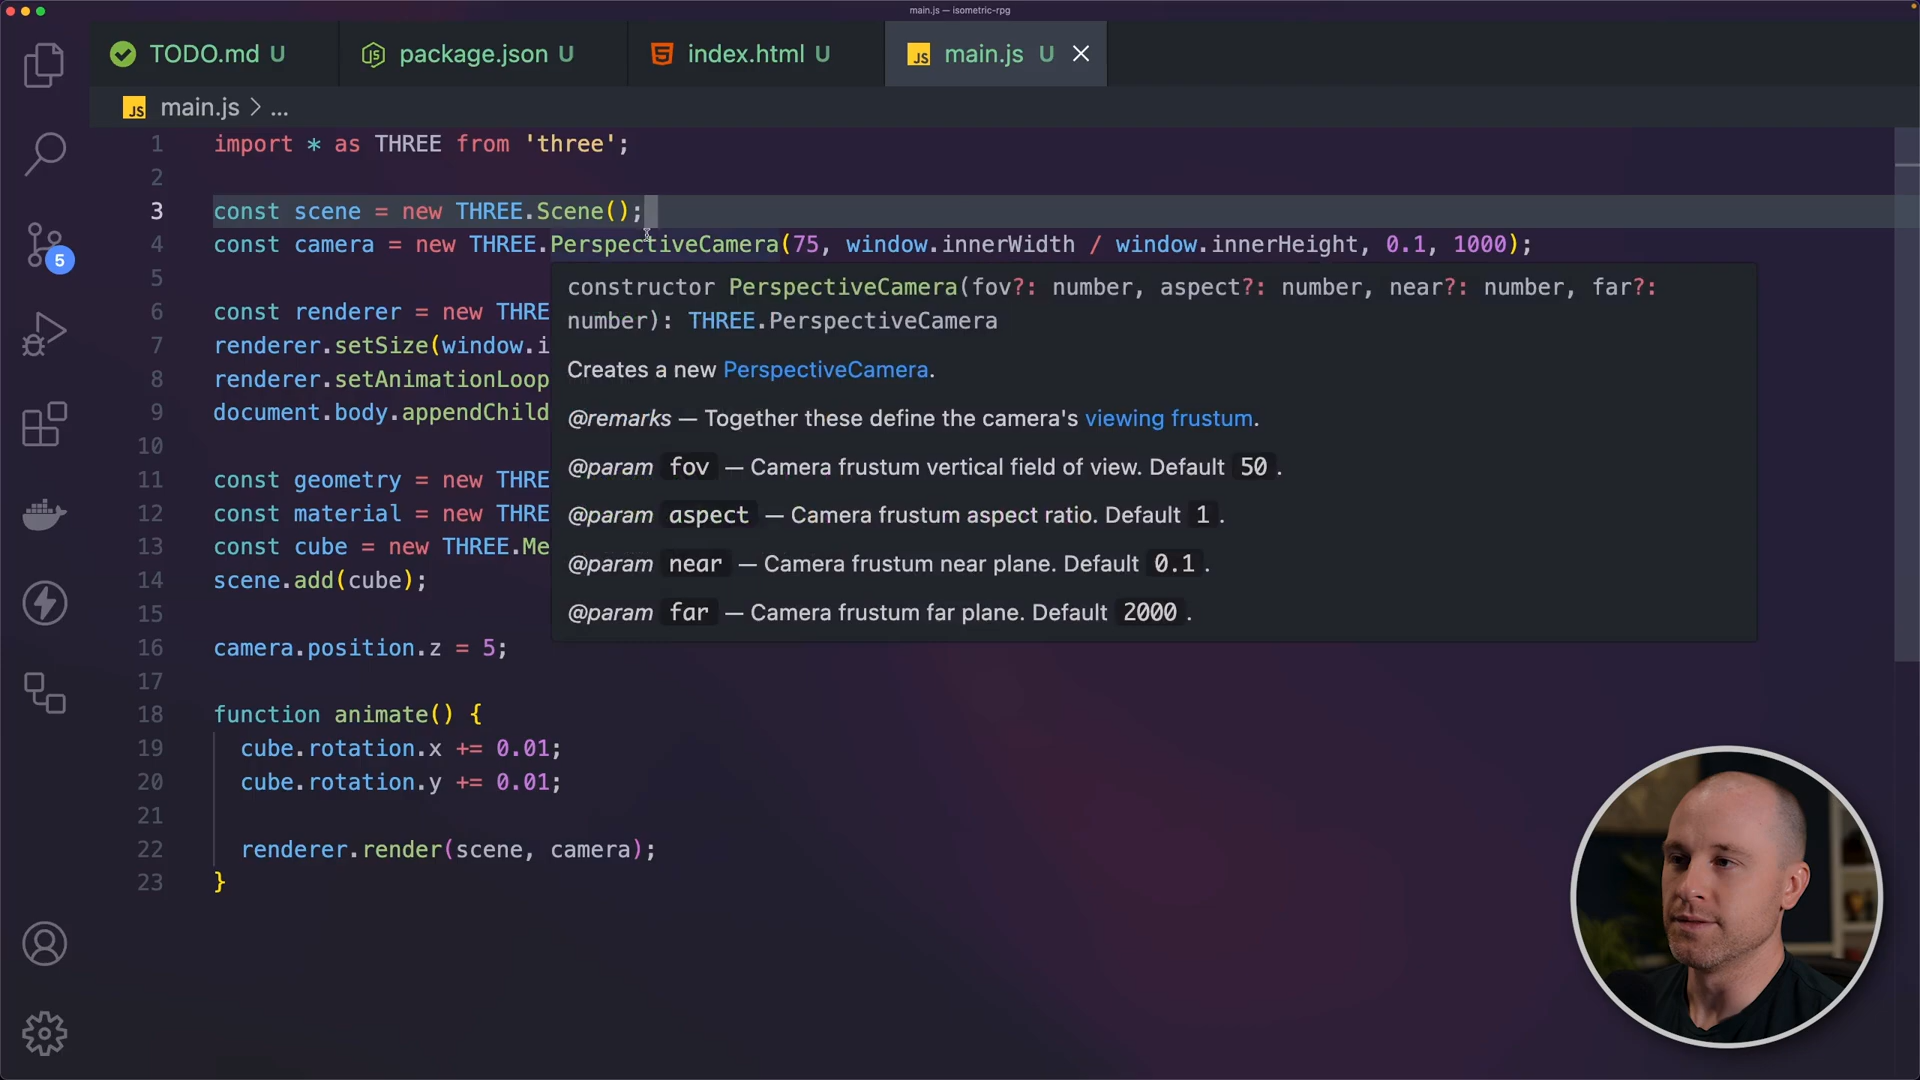 main.js — isometric-rpg
TODO.md U
package.json U
index.html U
JS main.js U
JS main.js > ...
1 import * as THREE from 'three';
2
3 const scene = new THREE.Scene();
4 const camera = new THREE.PerspectiveCamera(75, window.innerWidth / window.innerHeight, 0.1, 1000);
5
constructor PerspectiveCamera(fov?: number, aspect?: number, near?: number, far?:
number): THREE.PerspectiveCamera
Creates a new PerspectiveCamera.
@remarks — Together these define the camera's viewing frustum.
@param fov — Camera frustum vertical field of view. Default 50.
@param aspect — Camera frustum aspect ratio. Default 1.
@param near — Camera frustum near plane. Default 0.1.
@param far — Camera frustum far plane. Default 2000.
6 const renderer = new THRE
7 renderer.setSize(window.i
8 renderer.setAnimationLoop
9 document.body.appendChild
10
11 const geometry = new THRE
12 const material = new THRE
13 const cube = new THREE.Me
14 scene.add(cube);
15
16 camera.position.z = 5;
17
18 function animate() {
19 cube.rotation.x += 0.01;
20 cube.rotation.y += 0.01;
21
22 renderer.render(scene, camera);
23 }
5